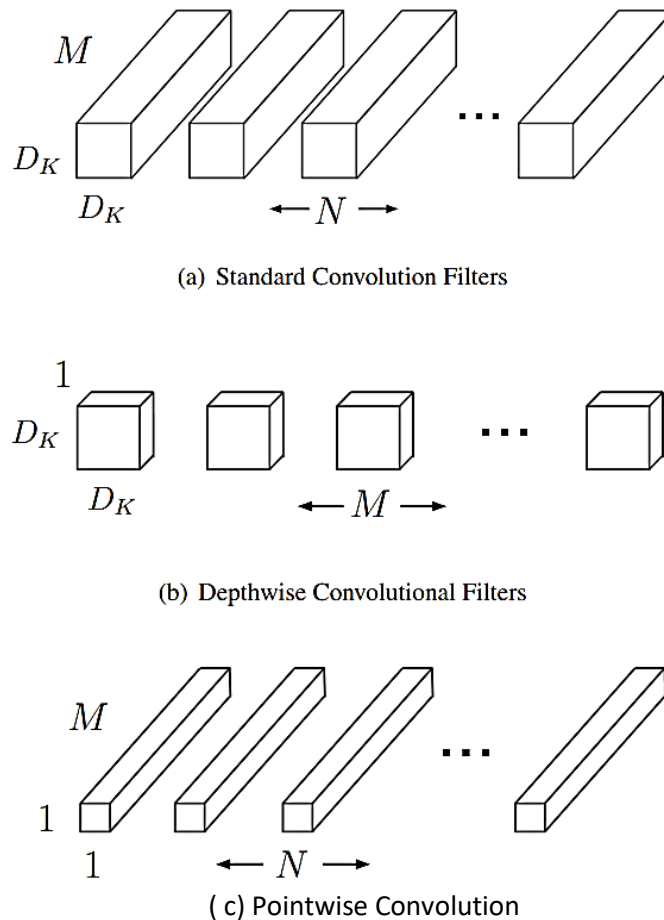 M
D_K
D_K
N
...
(a) Standard Convolution Filters
1
D_K
D_K
M
...
(b) Depthwise Convolutional Filters
M
1
1
N
...
( c) Pointwise Convolution